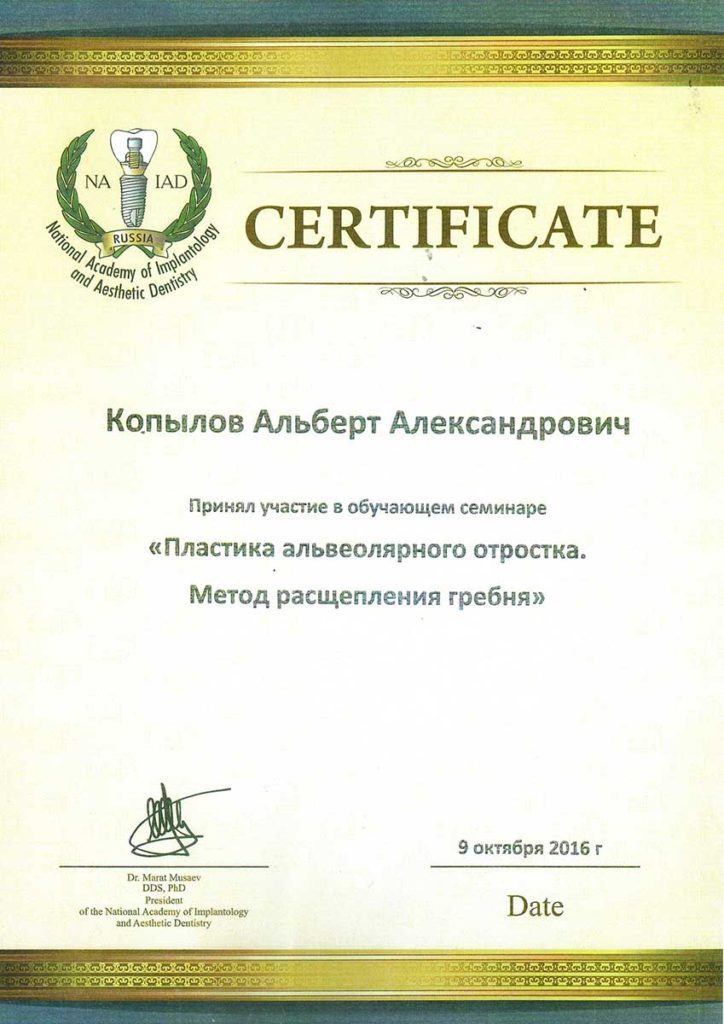 NA IAD
RUSSIA
National Academy of Implantology
and Aesthetic Dentistry
CERTIFICATE
Копылов Альберт Александрович
Принял участие в обучающем семинаре
«Пластика альвеолярного отростка.
Метод расщепления гребня»
Dr. Marat Musaev
DDS, PhD
President
of the National Academy of Implantology
and Aesthetic Dentistry
9 октября 2016 г
Date